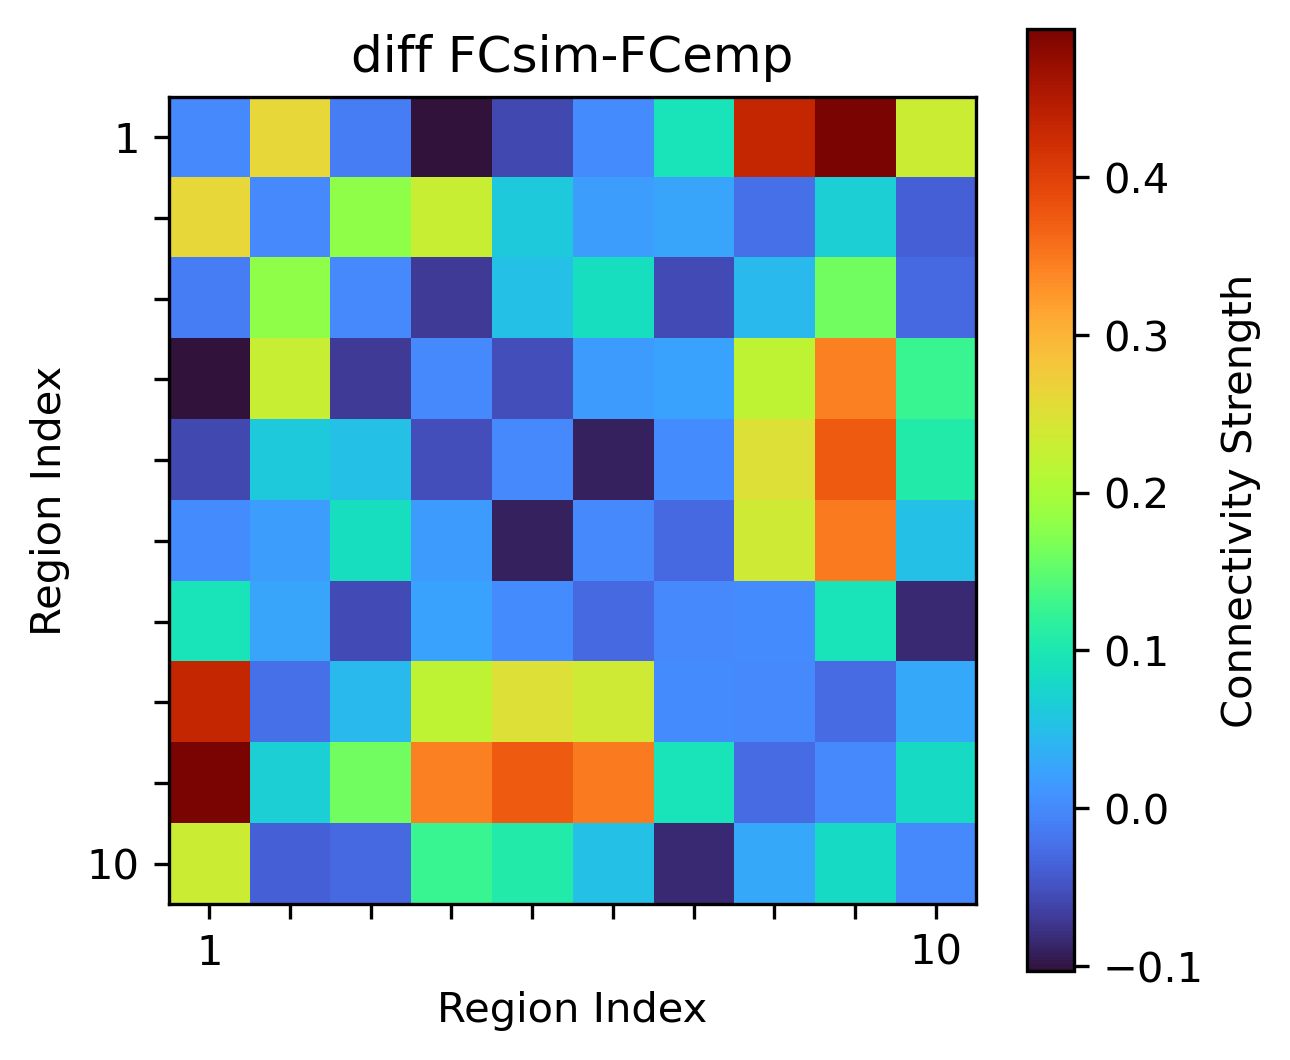 diff FCsim-FCemp
1
10
Region Index
1
10
Region Index
0.4
0.3
0.2
0.1
0.0
−0.1
Connectivity Strength